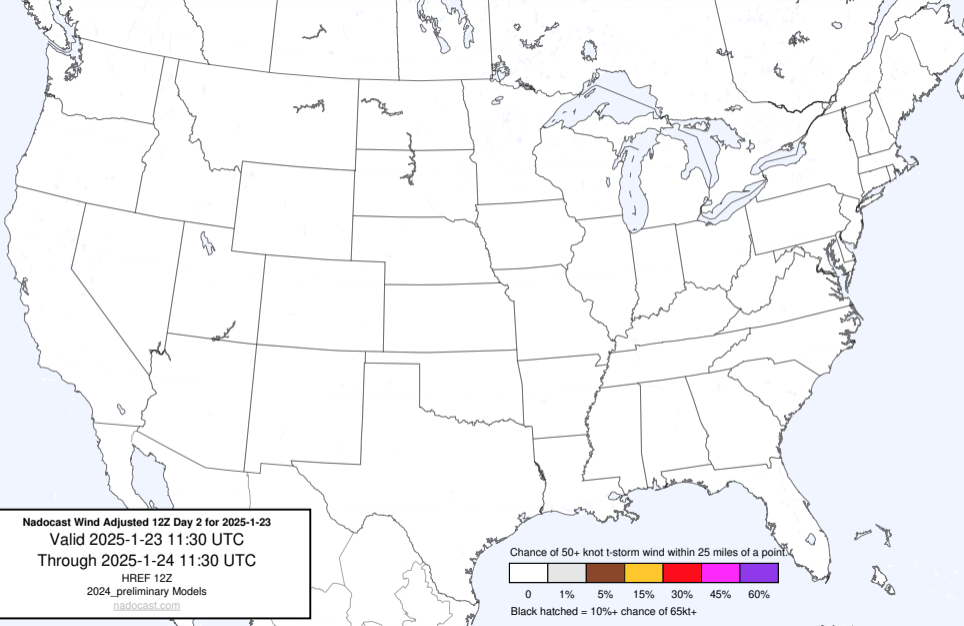 Nadocast Wind Adjusted 12Z Day 2 for 2025-1-23
Valid 2025-1-23 11:30 UTC
Through 2025-1-24 11:30 UTC
HREF 12Z
2024_preliminary Models
nadocast.com
Chance of 50+ knot t-storm wind within 25 miles of a point.
0 1% 5% 15% 30% 45% 60%
Black hatched = 10%+ chance of 65kt+